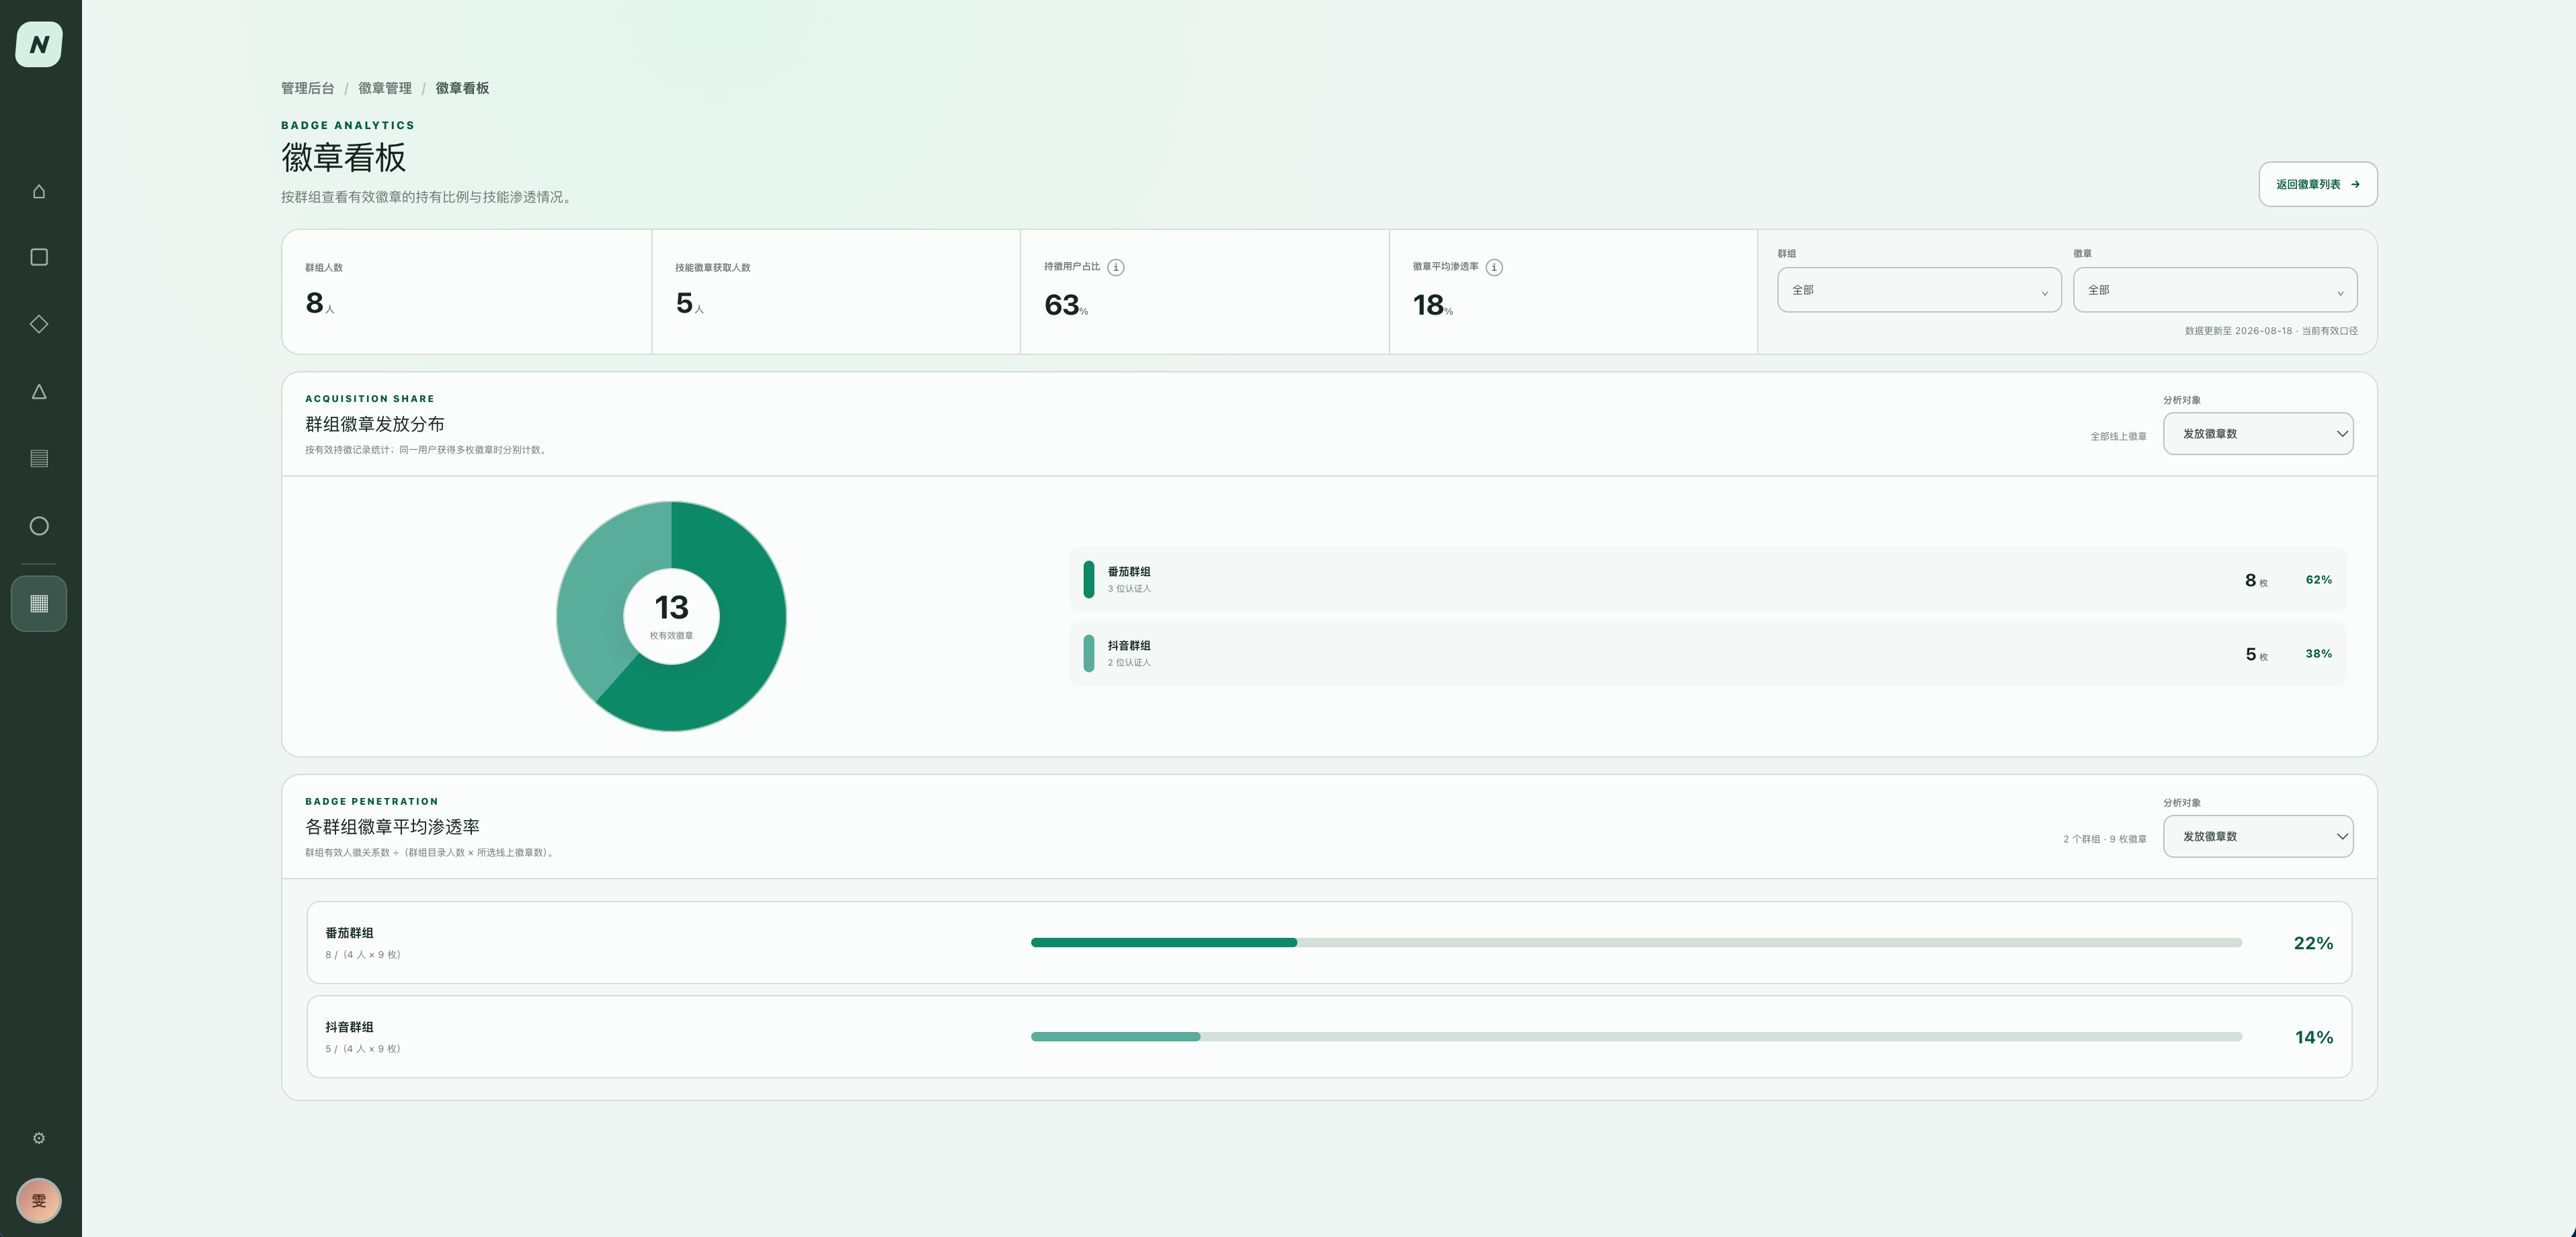 N
管理后台 / 徽章管理 / 徽章看板
BADGE ANALYTICS
徽章看板
按群组查看有效徽章的持有比例与技能渗透情况。
返回徽章列表 →
群组人数
8人
技能徽章获取人数
5人
持徽用户占比 i
63%
徽章平均渗透率 i
18%
群组
全部
徽章
全部
数据更新至 2026-08-18 · 当前有效口径
ACQUISITION SHARE
群组徽章发放分布
按有效持徽记录统计；同一用户获得多枚徽章时分别计数。
全部线上徽章
分析对象
发放徽章数
13
枚有效徽章
番茄群组
3 位认证人
8 枚 62%
抖音群组
2 位认证人
5 枚 38%
BADGE PENETRATION
各群组徽章平均渗透率
群组有效人徽关系数 ÷（群组目录人数 × 所选线上徽章数）。
2 个群组 · 9 枚徽章
分析对象
发放徽章数
番茄群组
8 /（4 人 × 9 枚）
22%
抖音群组
5 /（4 人 × 9 枚）
14%
雯